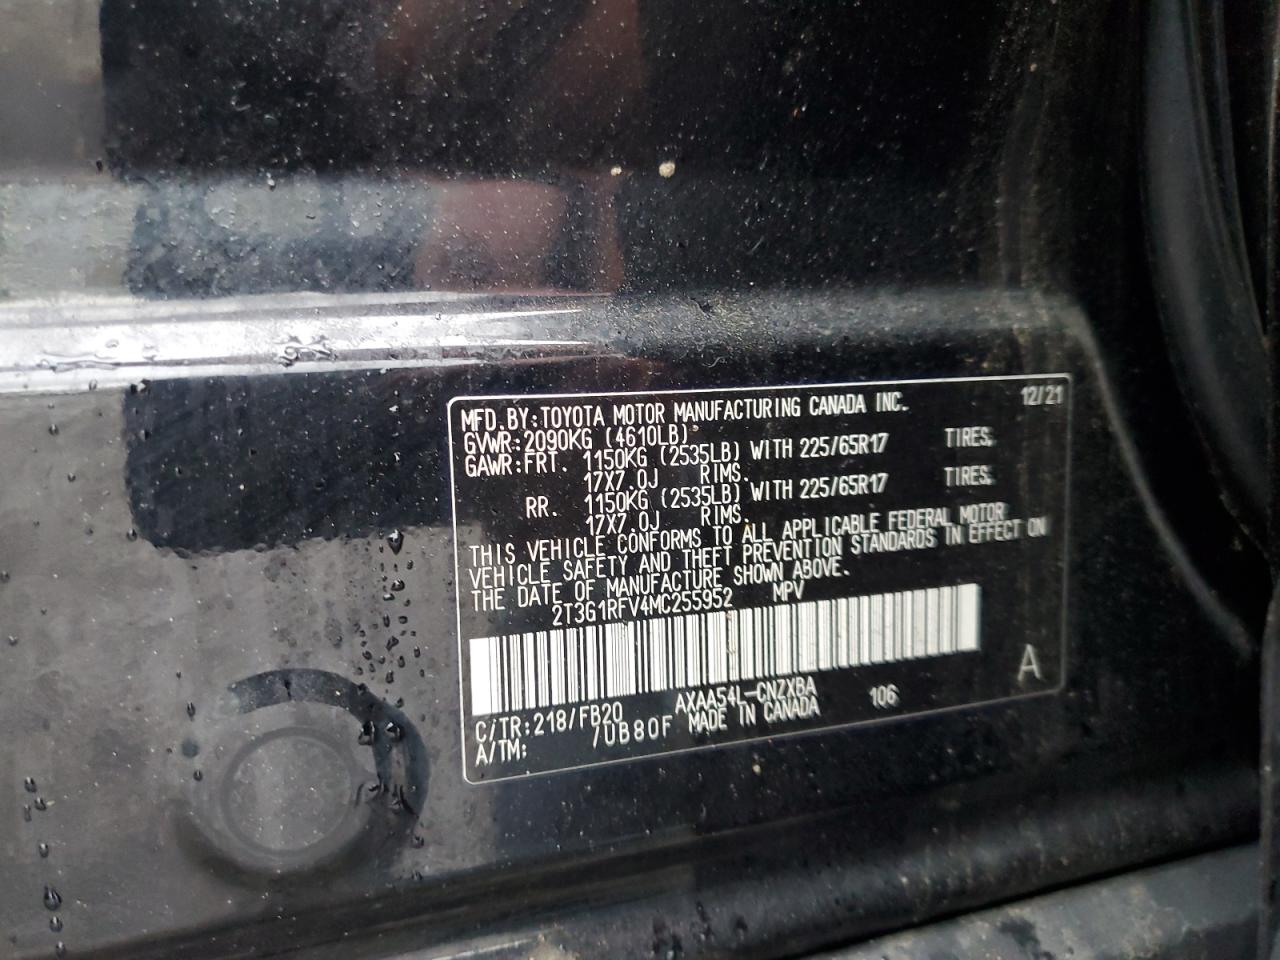 MFD.BY:TOYOTA MOTOR MANUFACTURING CANADA INC. 12/21
GVWR:2090KG (4610LB)
GAWR:FRT. 1150KG (2535LB) WITH 225/65R17 TIRES,
17X7.0J RIMS.
RR. 1150KG (2535LB) WITH 225/65R17 TIRES,
17X7.0J RIMS.
THIS VEHICLE CONFORMS TO ALL APPLICABLE FEDERAL MOTOR
VEHICLE SAFETY AND THEFT PREVENTION STANDARDS IN EFFECT ON
THE DATE OF MANUFACTURE SHOWN ABOVE.
2T3G1RFV4MC255952 MPV
A
C/TR:218/FB20 AXAA54L-CNZXBA 106
A/TM: /UB80F MADE IN CANADA